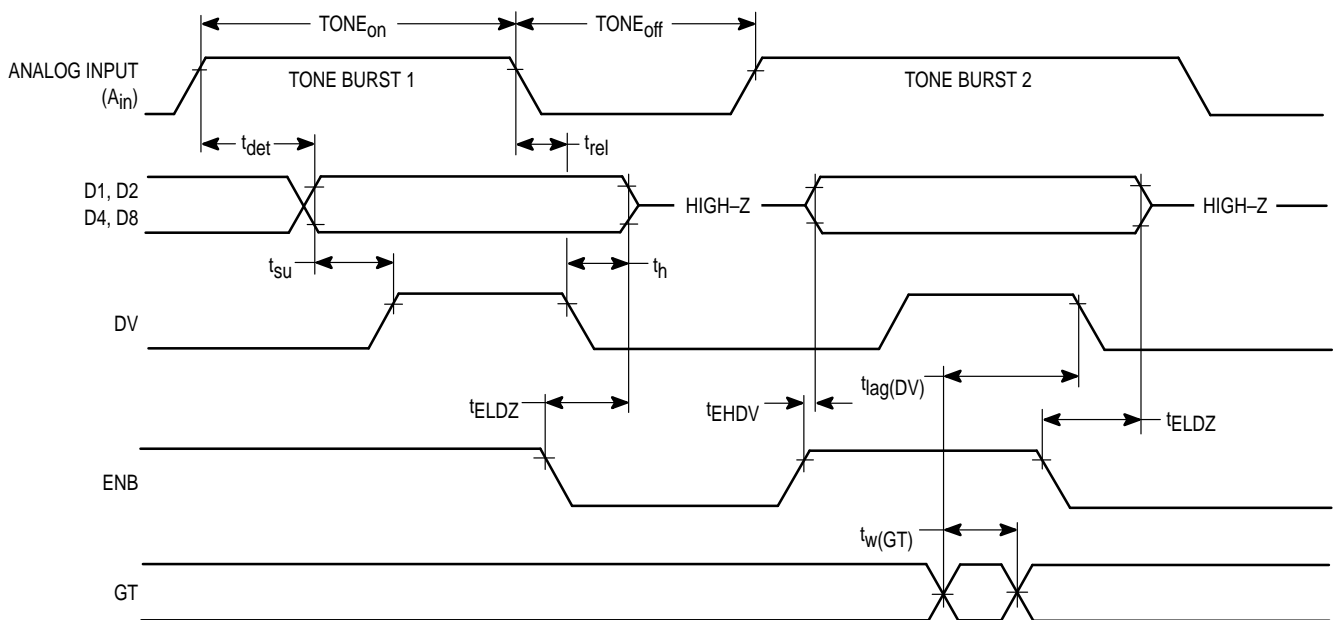 TONEon
TONEoff
ANALOG INPUT
(Ain)
TONE BURST 1
TONE BURST 2
tdet
trel
D1, D2
D4, D8
HIGH–Z
HIGH–Z
tsu
th
DV
tlag(DV)
tELDZ
tEHDV
tELDZ
ENB
tw(GT)
GT